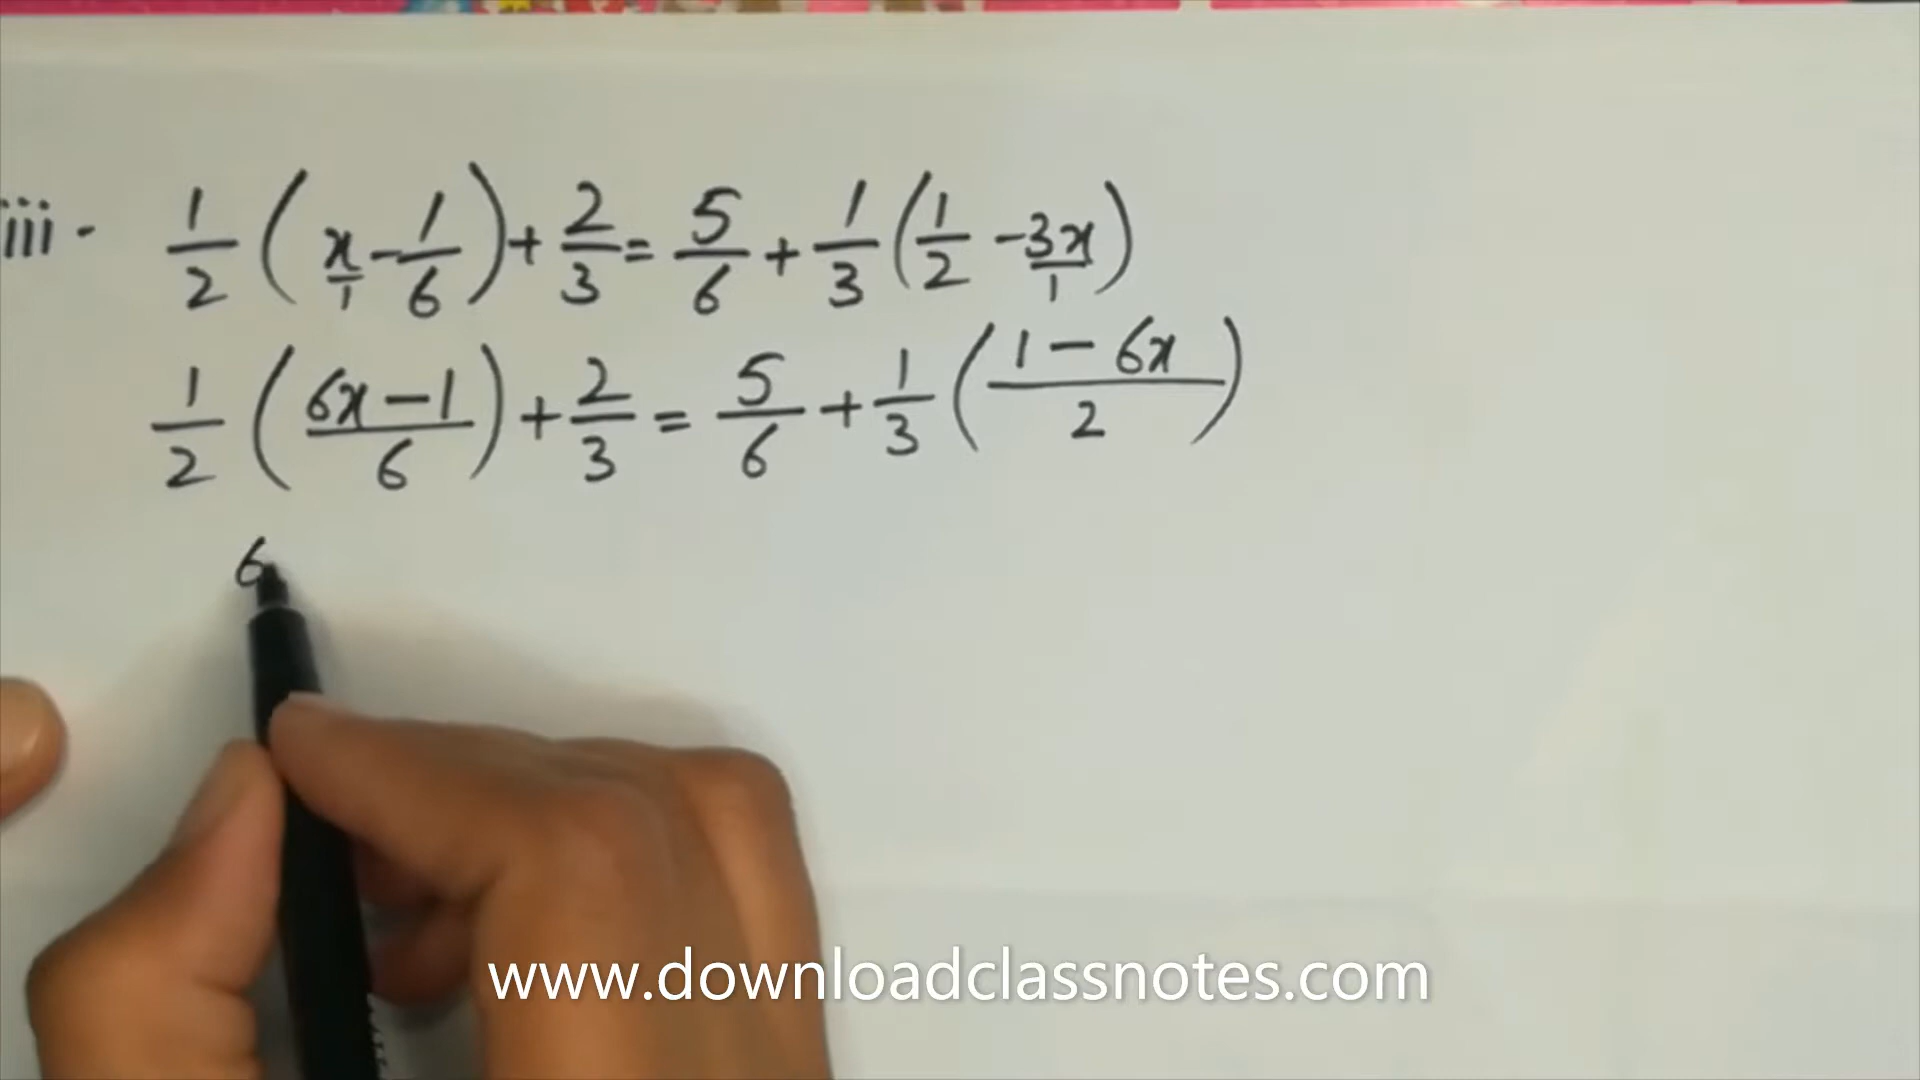 iii - 1/2 (x/1 - 1/6) + 2/3 = 5/6 + 1/3 (1/2 - 3x/1)
1/2 ((6x - 1)/6) + 2/3 = 5/6 + 1/3 ((1 - 6x)/2)
6
www.downloadclassnotes.com